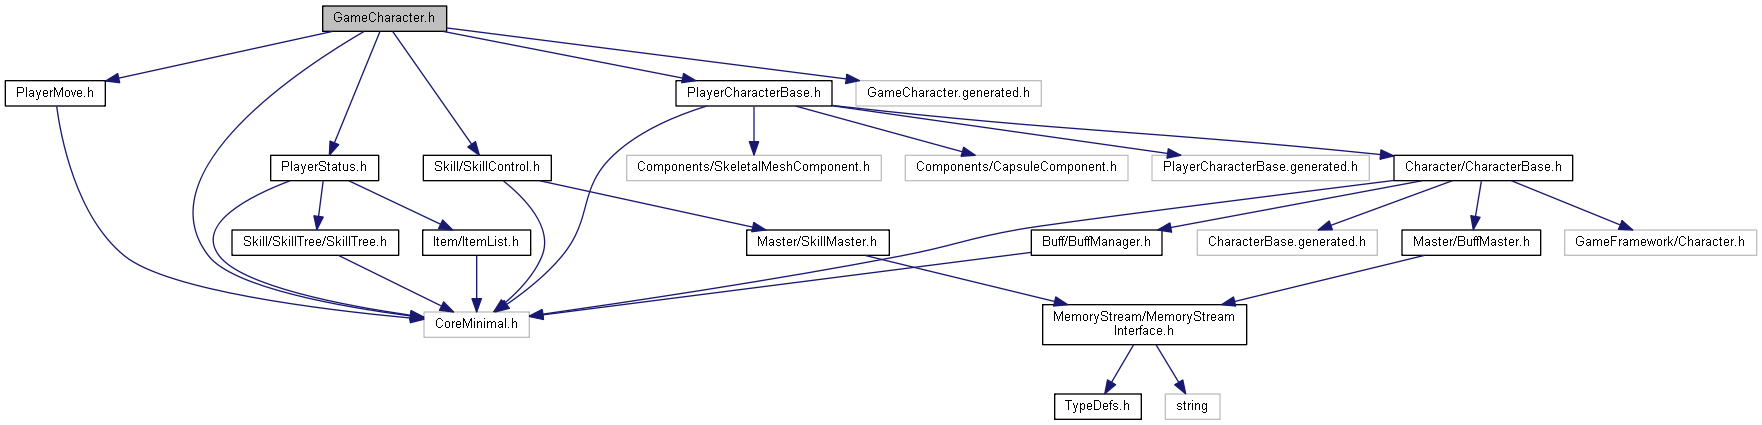 GameCharacter.h
PlayerMove.h
PlayerCharacterBase.h
GameCharacter.generated.h
PlayerStatus.h
Skill/SkillControl.h
Components/SkeletalMeshComponent.h
Components/CapsuleComponent.h
PlayerCharacterBase.generated.h
Character/CharacterBase.h
Skill/SkillTree/SkillTree.h
Item/ItemList.h
Master/SkillMaster.h
Buff/BuffManager.h
CharacterBase.generated.h
Master/BuffMaster.h
GameFramework/Character.h
CoreMinimal.h
MemoryStream/MemoryStream
Interface.h
TypeDefs.h
string